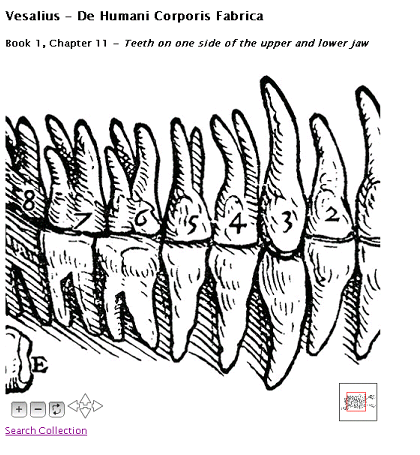 Vesalius – De Humani Corporis Fabrica
Book 1, Chapter 11 – Teeth on one side of the upper and lower jaw
8 7 6 5 4 3 2
E
Search Collection